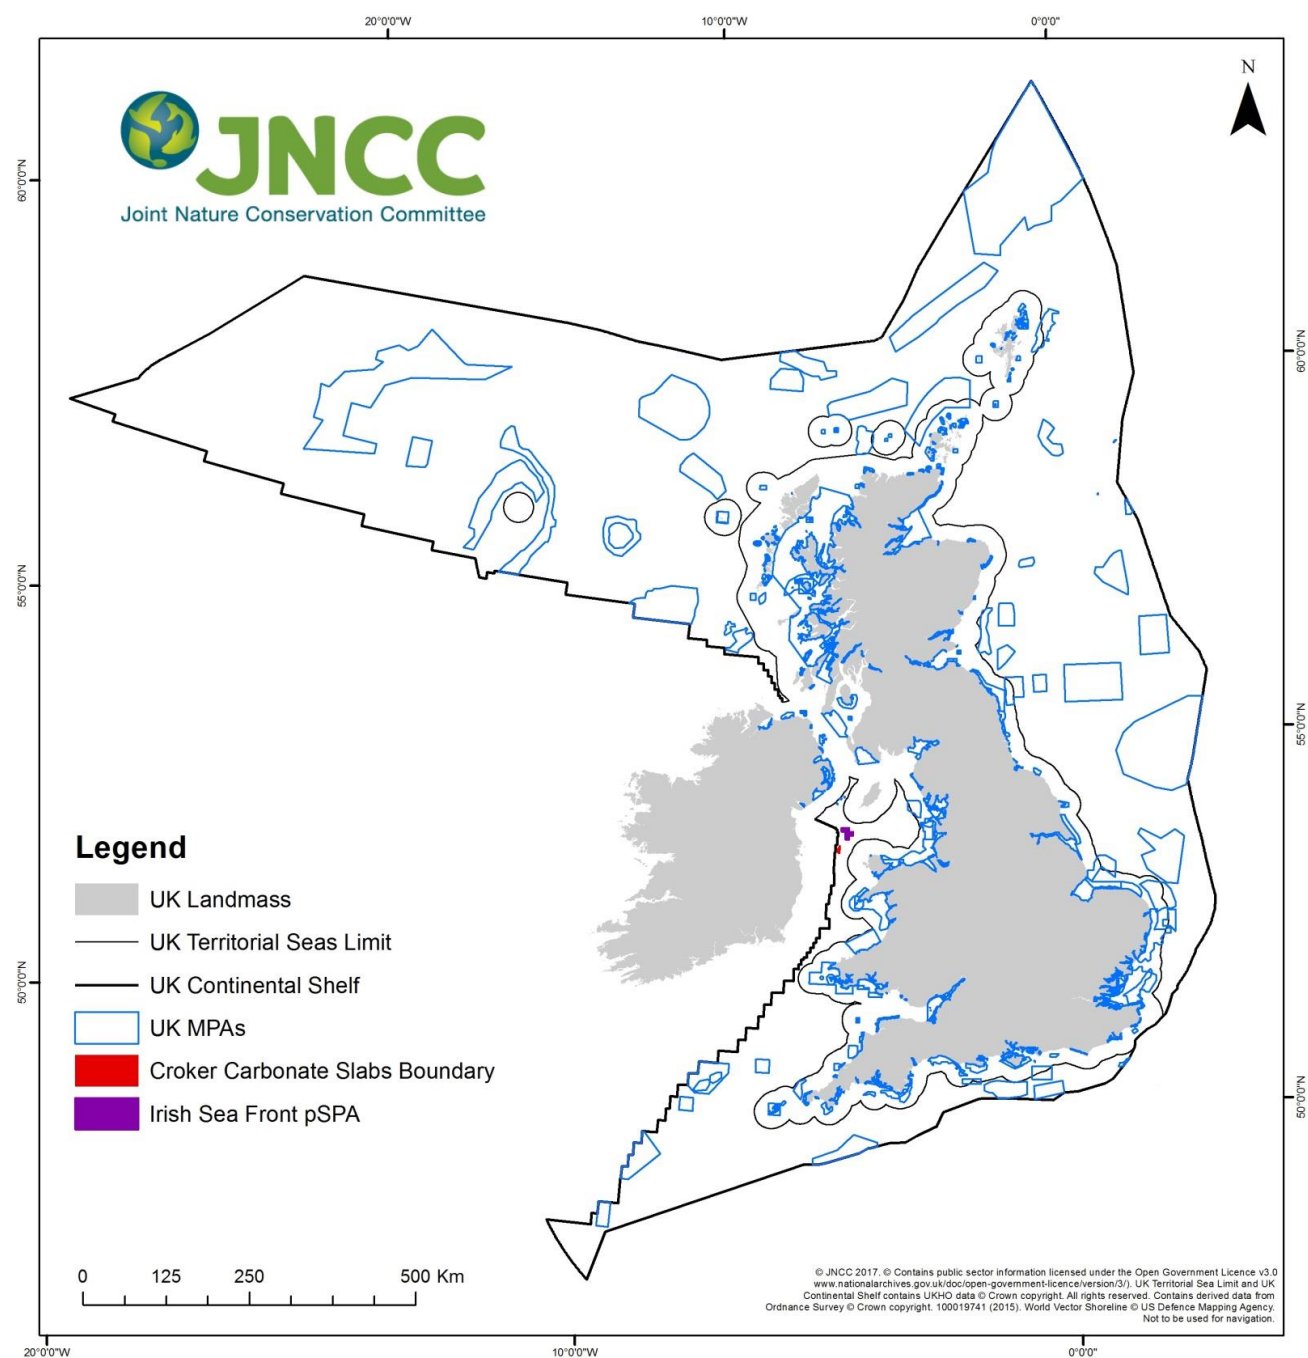 20°0'0"W 10°0'0"W 0°0'0"
N
JNCC
Joint Nature Conservation Committee
60°0'0"N
60°0'0"N
55°0'0"N
55°0'0"N
50°0'0"N
50°0'0"N
Legend
UK Landmass
UK Territorial Seas Limit
UK Continental Shelf
UK MPAs
Croker Carbonate Slabs Boundary
Irish Sea Front pSPA
0 125 250 500 Km
© JNCC 2017. © Contains public sector information licensed under the Open Government Licence v3.0
www.nationalarchives.gov.uk/doc/open-government-licence/version/3/). UK Territorial Sea Limit and UK
Continental Shelf contains UKHO data © Crown copyright. All rights reserved. Contains derived data from
Ordnance Survey © Crown copyright. 100019741 (2015). World Vector Shoreline © US Defence Mapping Agency.
Not to be used for navigation.
20°0'0"W 10°0'0"W 0°0'0"